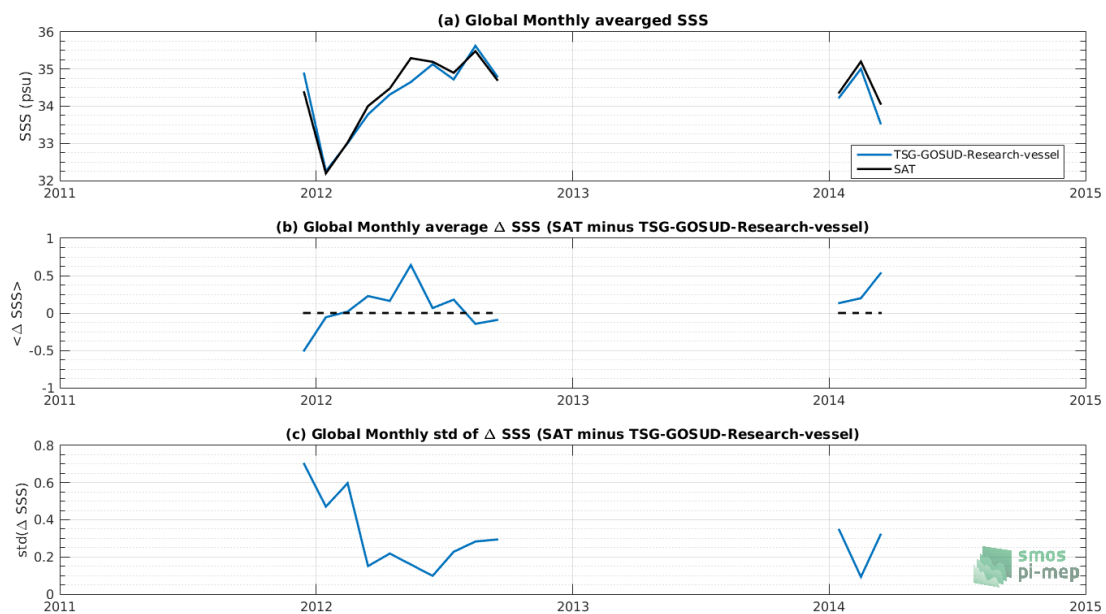 (a) Global Monthly avearged SSS
SSS (psu)
36
35
34
33
32
TSG-GOSUD-Research-vessel
SAT
2011 2012 2013 2014 2015
(b) Global Monthly average Δ SSS (SAT minus TSG-GOSUD-Research-vessel)
<Δ SSS>
1
0.5
0
-0.5
-1
2011 2012 2013 2014 2015
(c) Global Monthly std of Δ SSS (SAT minus TSG-GOSUD-Research-vessel)
std(Δ SSS)
0.8
0.6
0.4
0.2
0
smos
pi-mep
2011 2012 2013 2014 2015